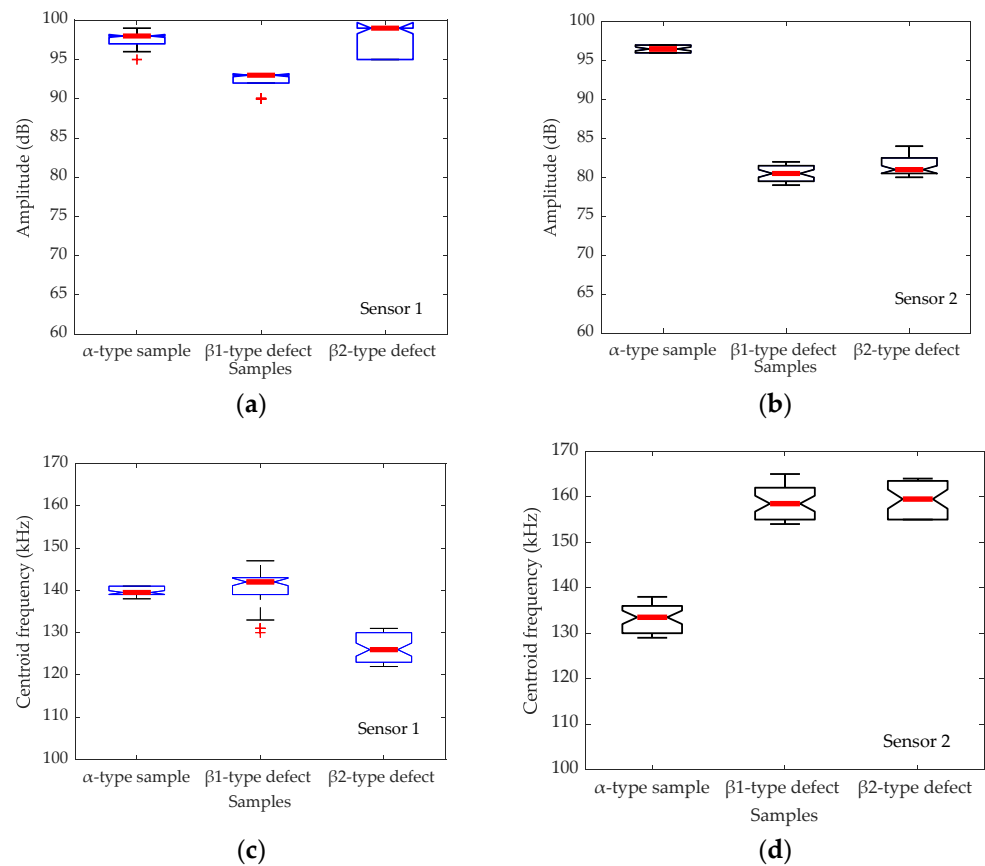 100
95
90
85
80
75
70
65
60
Amplitude (dB)
Sensor 1
α-type sample β1-type defect β2-type defect
Samples
(a)
100
95
90
85
80
75
70
65
60
Amplitude (dB)
Sensor 2
α-type sample β1-type defect β2-type defect
Samples
(b)
170
160
150
140
130
120
110
100
Centroid frequency (kHz)
Sensor 1
α-type sample β1-type defect β2-type defect
Samples
(c)
170
160
150
140
130
120
110
100
Centroid frequency (kHz)
Sensor 2
α-type sample β1-type defect β2-type defect
Samples
(d)